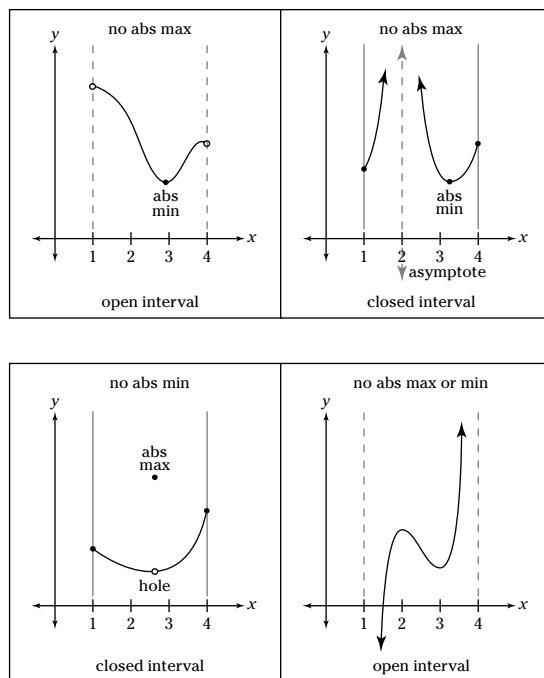 no abs max
y
abs
min
x
1 2 3 4
open interval
no abs max
y
abs
min
x
1 2 3 4
asymptote
closed interval
no abs min
y
abs
max
hole
x
1 2 3 4
closed interval
no abs max or min
y
x
1 2 3 4
open interval